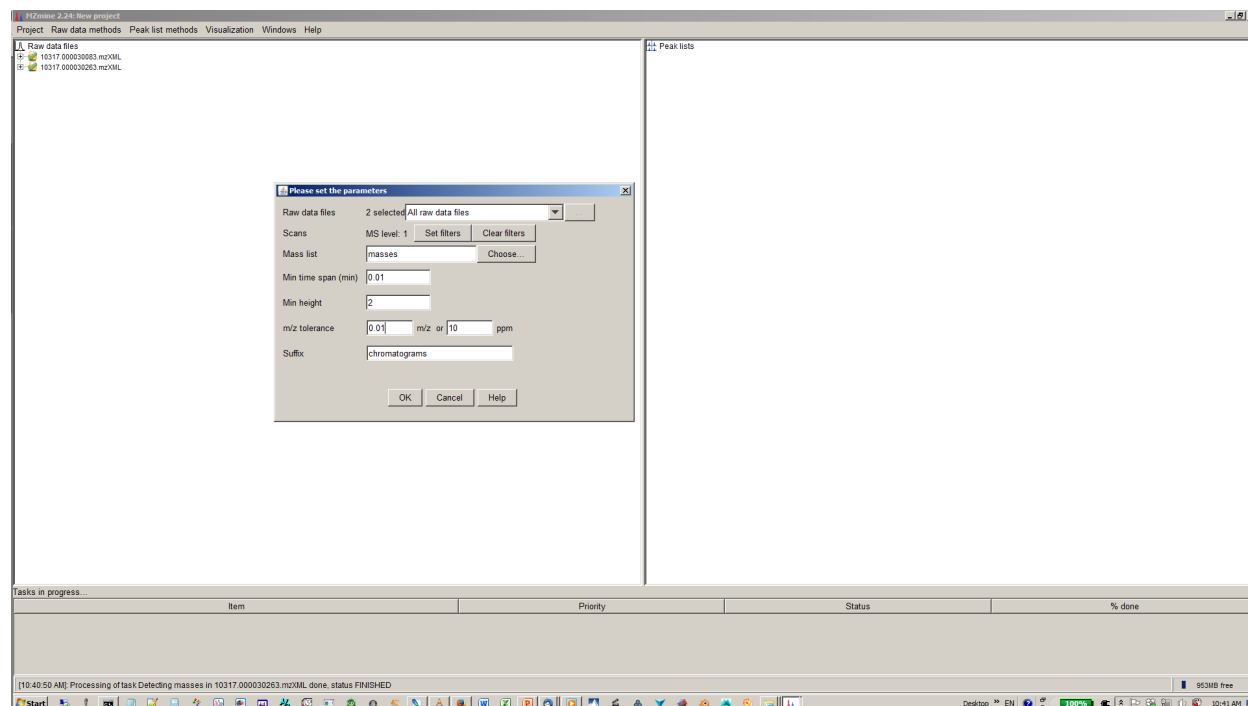 MZmine 2.24: New project
Project Raw data methods Peak list methods Visualization Windows Help
Raw data files
10317.000030083.mzXML
10317.000030263.mzXML
Peak lists
Please set the parameters
Raw data files 2 selected All raw data files ...
Scans MS level: 1 Set filters Clear filters
Mass list masses Choose...
Min time span (min) 0.01
Min height 2
m/z tolerance 0.01 m/z or 10 ppm
Suffix chromatograms
OK Cancel Help
Tasks in progress...
Item Priority Status % done
[10:40:50 AM]: Processing of task Detecting masses in 10317.000030263.mzXML done, status FINISHED
953MB free
Start Desktop » EN 100% 10:41 AM